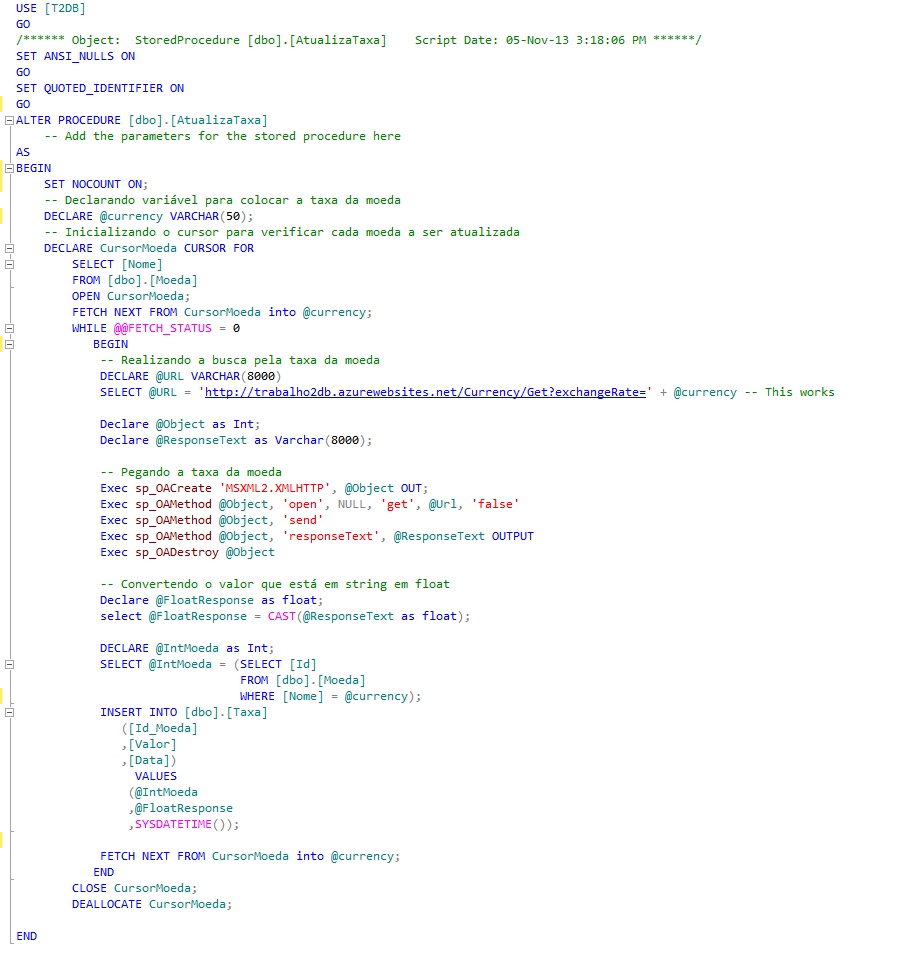 USE [T2DB]
GO
/****** Object:  StoredProcedure [dbo].[AtualizaTaxa]    Script Date: 05-Nov-13 3:18:06 PM ******/
SET ANSI_NULLS ON
GO
SET QUOTED_IDENTIFIER ON
GO
ALTER PROCEDURE [dbo].[AtualizaTaxa]
    -- Add the parameters for the stored procedure here
AS
BEGIN
    SET NOCOUNT ON;
    -- Declarando variável para colocar a taxa da moeda
    DECLARE @currency VARCHAR(50);
    -- Inicializando o cursor para verificar cada moeda a ser atualizada
    DECLARE CursorMoeda CURSOR FOR
        SELECT [Nome]
        FROM [dbo].[Moeda]
        OPEN CursorMoeda;
        FETCH NEXT FROM CursorMoeda into @currency;
        WHILE @@FETCH_STATUS = 0
           BEGIN
            -- Realizando a busca pela taxa da moeda
            DECLARE @URL VARCHAR(8000)
            SELECT @URL = 'http://trabalho2db.azurewebsites.net/Currency/Get?exchangeRate=' + @currency -- This works

            Declare @Object as Int;
            Declare @ResponseText as Varchar(8000);

            -- Pegando a taxa da moeda
            Exec sp_OACreate 'MSXML2.XMLHTTP', @Object OUT;
            Exec sp_OAMethod @Object, 'open', NULL, 'get', @Url, 'false'
            Exec sp_OAMethod @Object, 'send'
            Exec sp_OAMethod @Object, 'responseText', @ResponseText OUTPUT
            Exec sp_OADestroy @Object

            -- Convertendo o valor que está em string em float
            Declare @FloatResponse as float;
            select @FloatResponse = CAST(@ResponseText as float);

            DECLARE @IntMoeda as Int;
            SELECT @IntMoeda = (SELECT [Id]
                                FROM [dbo].[Moeda]
                                WHERE [Nome] = @currency);
            INSERT INTO [dbo].[Taxa]
               ([Id_Moeda]
               ,[Valor]
               ,[Data])
                 VALUES
                (@IntMoeda
                ,@FloatResponse
                ,SYSDATETIME());

            FETCH NEXT FROM CursorMoeda into @currency;
           END
        CLOSE CursorMoeda;
        DEALLOCATE CursorMoeda;

END